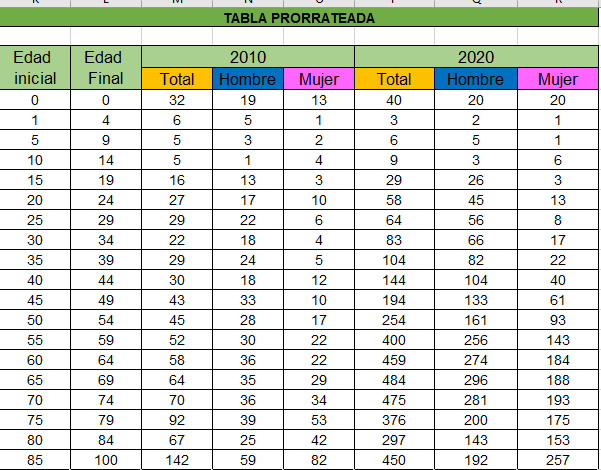 TABLA PRORRATEADA
Edad inicial Edad Final 2010 2020
Total Hombre Mujer Total Hombre Mujer
0 0 32 19 13 40 20 20
1 4 6 5 1 3 2 1
5 9 5 3 2 6 5 1
10 14 5 1 4 9 3 6
15 19 16 13 3 29 26 3
20 24 27 17 10 58 45 13
25 29 29 22 6 64 56 8
30 34 22 18 4 83 66 17
35 39 29 24 5 104 82 22
40 44 30 18 12 144 104 40
45 49 43 33 10 194 133 61
50 54 45 28 17 254 161 93
55 59 52 30 22 400 256 143
60 64 58 36 22 459 274 184
65 69 64 35 29 484 296 188
70 74 70 36 34 475 281 193
75 79 92 39 53 376 200 175
80 84 67 25 42 297 143 153
85 100 142 59 82 450 192 257